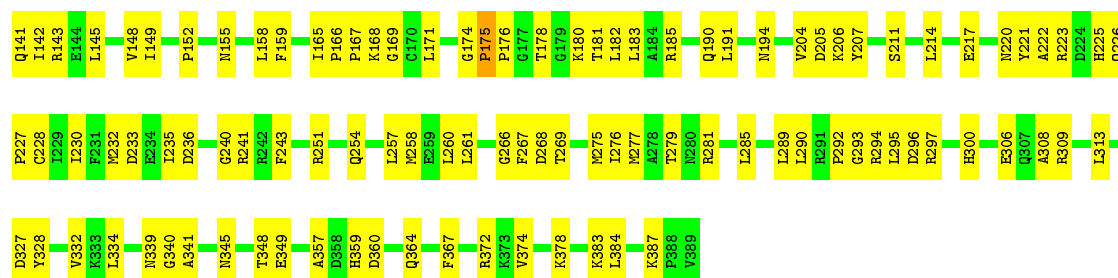 Q141 I142 R143 E144 L145 V148 I149 P152 N155 L158 F159 I165 P166 P167 K168 G169 C170 L171 G174 P175 P176 G177 T178 G179 K180 T181 L182 L183 A184 R185 Q190 L191 N194 V204 D205 K206 Y207 S211 L214 E217 N220 Y221 A222 R223 D224 H225 Q226
P227 C228 I229 I230 F231 M232 D233 E234 I235 D236 G240 R241 R242 F243 R251 Q254 L257 M258 E259 L260 L261 G266 F267 D268 T269 M275 I276 M277 A278 T279 N280 R281 L285 L289 L290 R291 P292 G293 R294 L295 D296 R297 H300 E306 Q307 A308 R309 L313
D327 Y328 V332 K333 L334 N339 G340 A341 N345 T348 E349 A357 D358 H359 D360 Q364 F367 R372 K373 V374 K378 K383 L384 K387 P388 V389